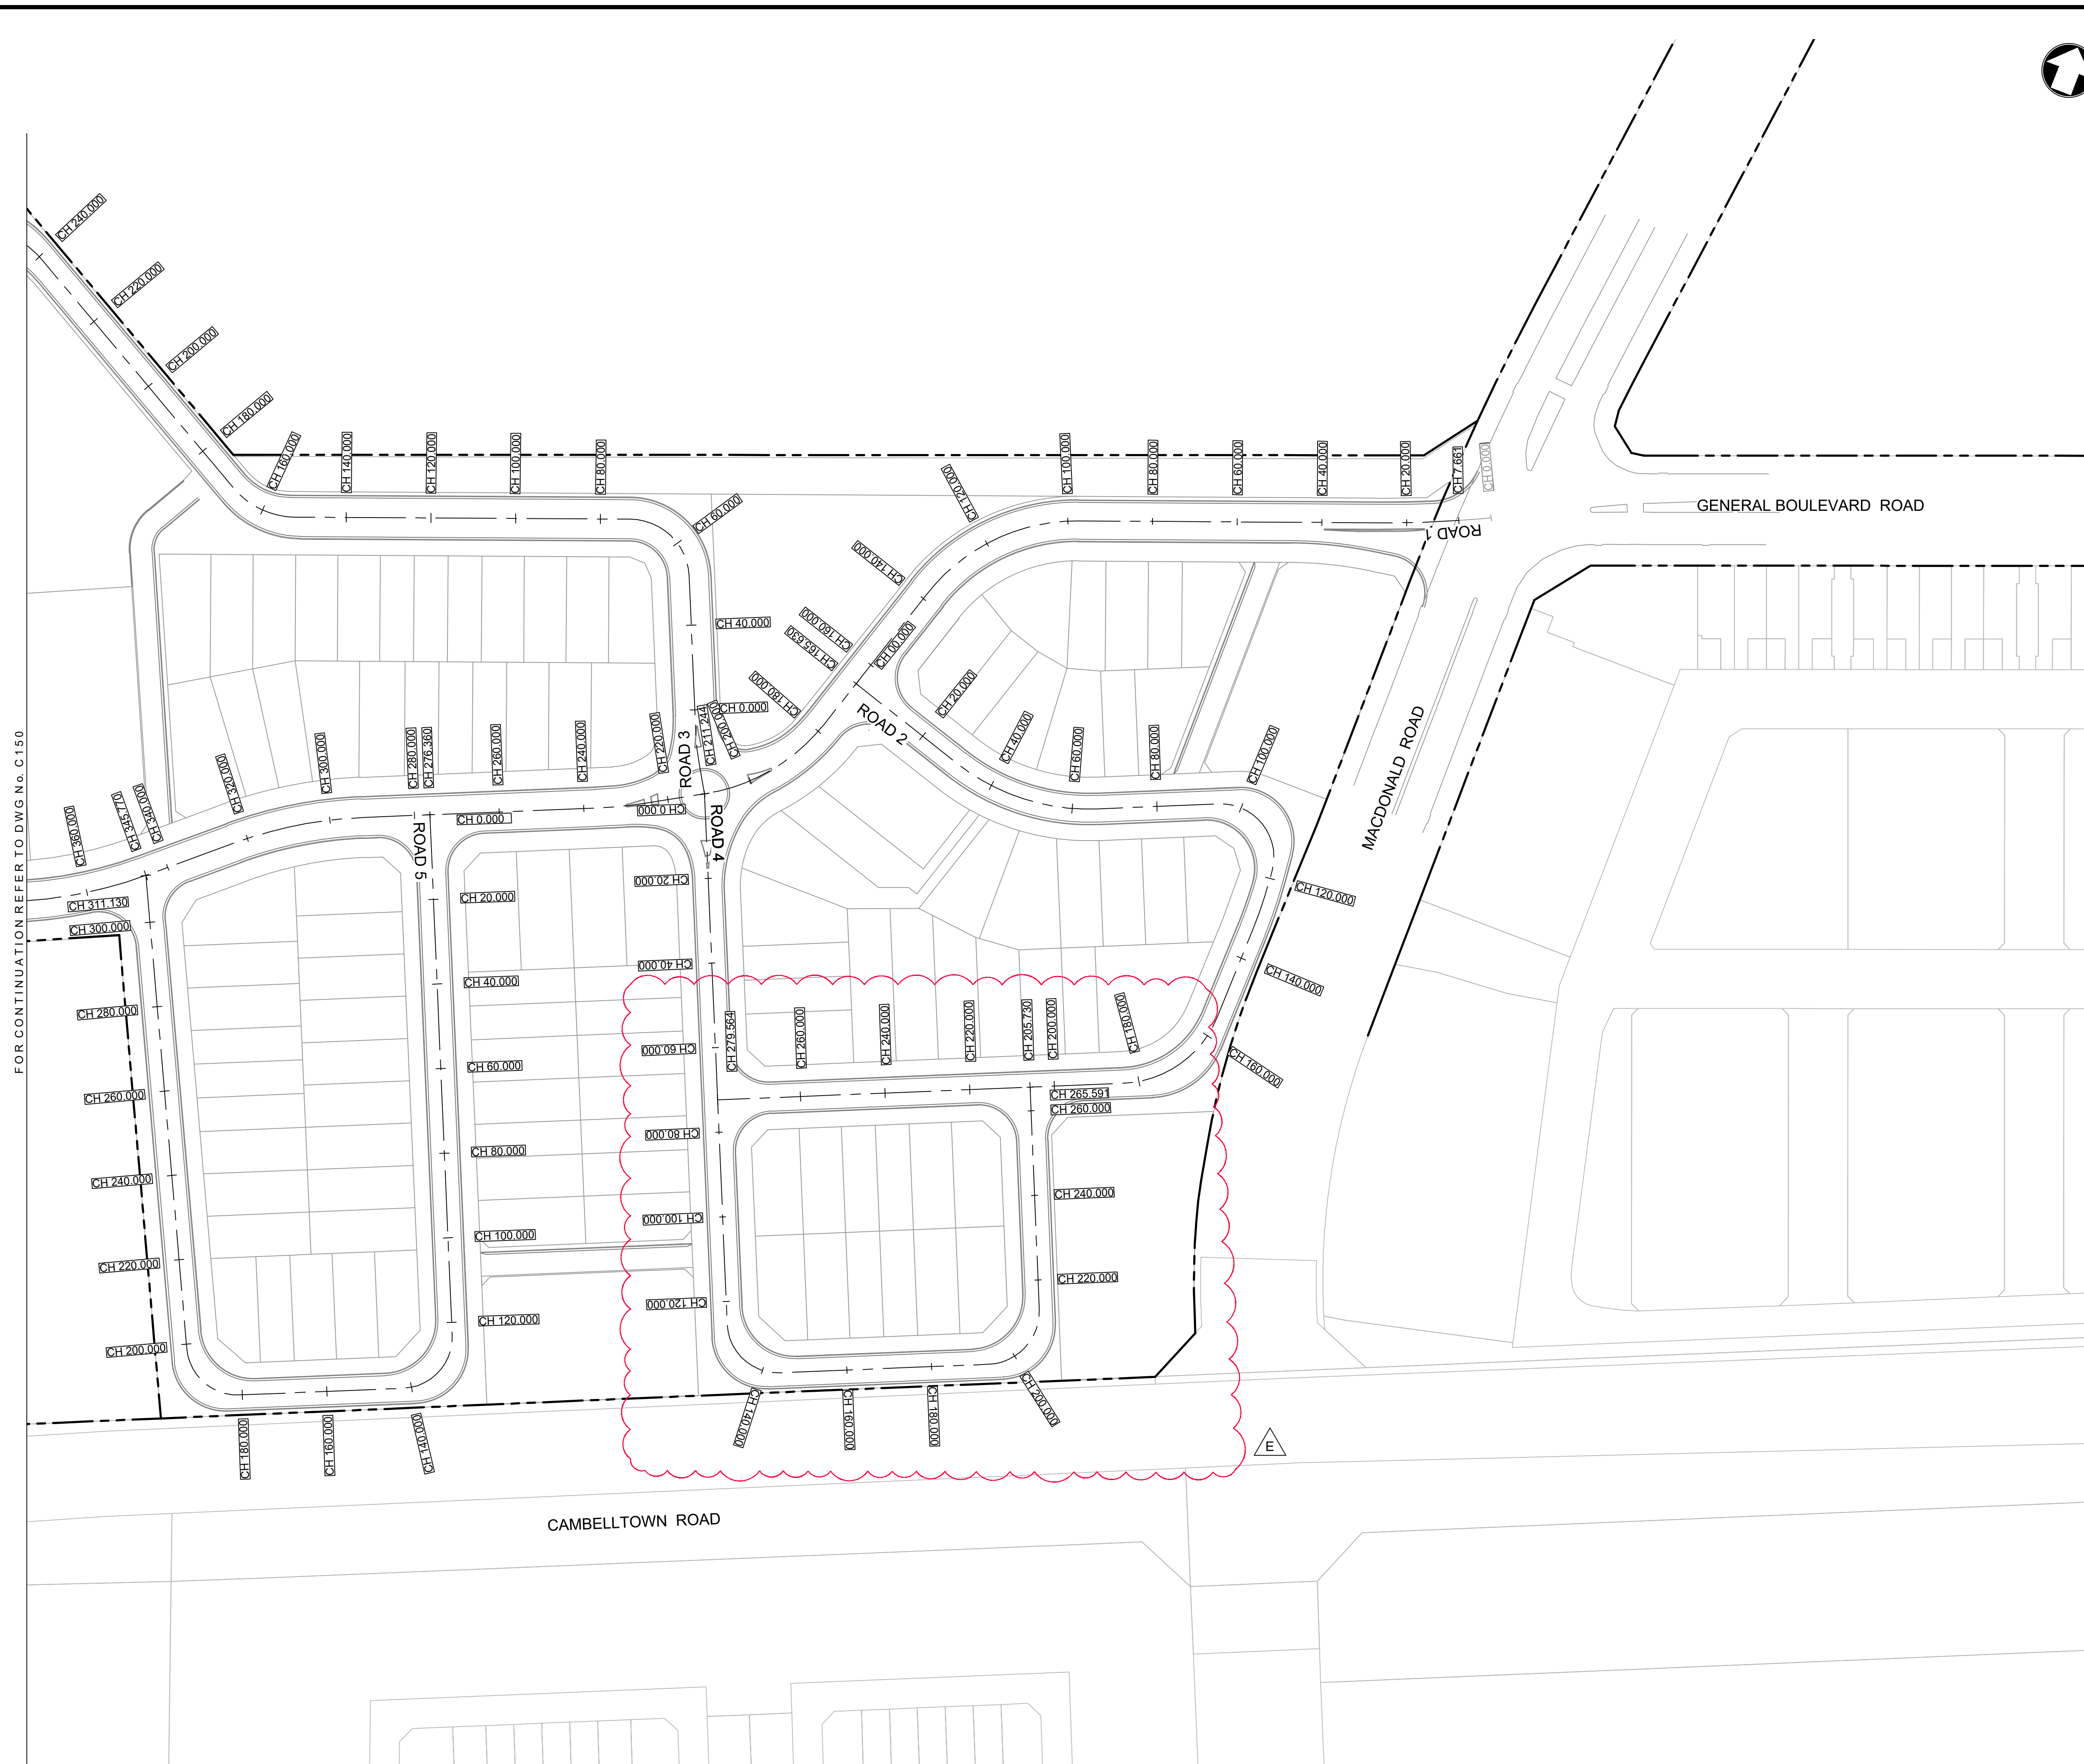 FOR CONTINUATION REFER TO DWG No. C150
CH 240.000
CH 220.000
CH 200.000
CH 180.000
CH 160.000
CH 140.000
CH 120.000
CH 100.000
CH 80.000
CH 60.000
CH 40.000
CH 0.000
ROAD 3
CH 0.000
CH 7.661
CH 20.000
CH 40.000
CH 60.000
CH 80.000
CH 100.000
CH 120.000
CH 140.000
CH 160.000
CH 165.630
CH 180.000
CH 200.000
CH 211.244
CH 220.000
CH 240.000
CH 260.000
CH 276.360
CH 280.000
CH 300.000
CH 320.000
CH 340.000
CH 345.770
CH 360.000
ROAD 1
GENERAL BOULEVARD ROAD
MACDONALD ROAD
CH 00.000
ROAD 2
CH 20.000
CH 40.000
CH 60.000
CH 80.000
CH 100.000
CH 120.000
CH 140.000
CH 160.000
CH 180.000
CH 200.000
CH 205.730
CH 220.000
CH 240.000
CH 260.000
CH 279.564
ROAD 4
CH 0.000
CH 20.000
CH 40.000
CH 60.000
CH 80.000
CH 100.000
CH 120.000
CH 140.000
CH 160.000
CH 180.000
CH 200.000
CH 220.000
CH 240.000
CH 260.000
CH 265.591
ROAD 5
CH 0.000
CH 20.000
CH 40.000
CH 60.000
CH 80.000
CH 100.000
CH 120.000
CH 140.000
CH 160.000
CH 180.000
CH 200.000
CH 220.000
CH 240.000
CH 260.000
CH 280.000
CH 300.000
CH 311.130
E
CAMBELLTOWN ROAD